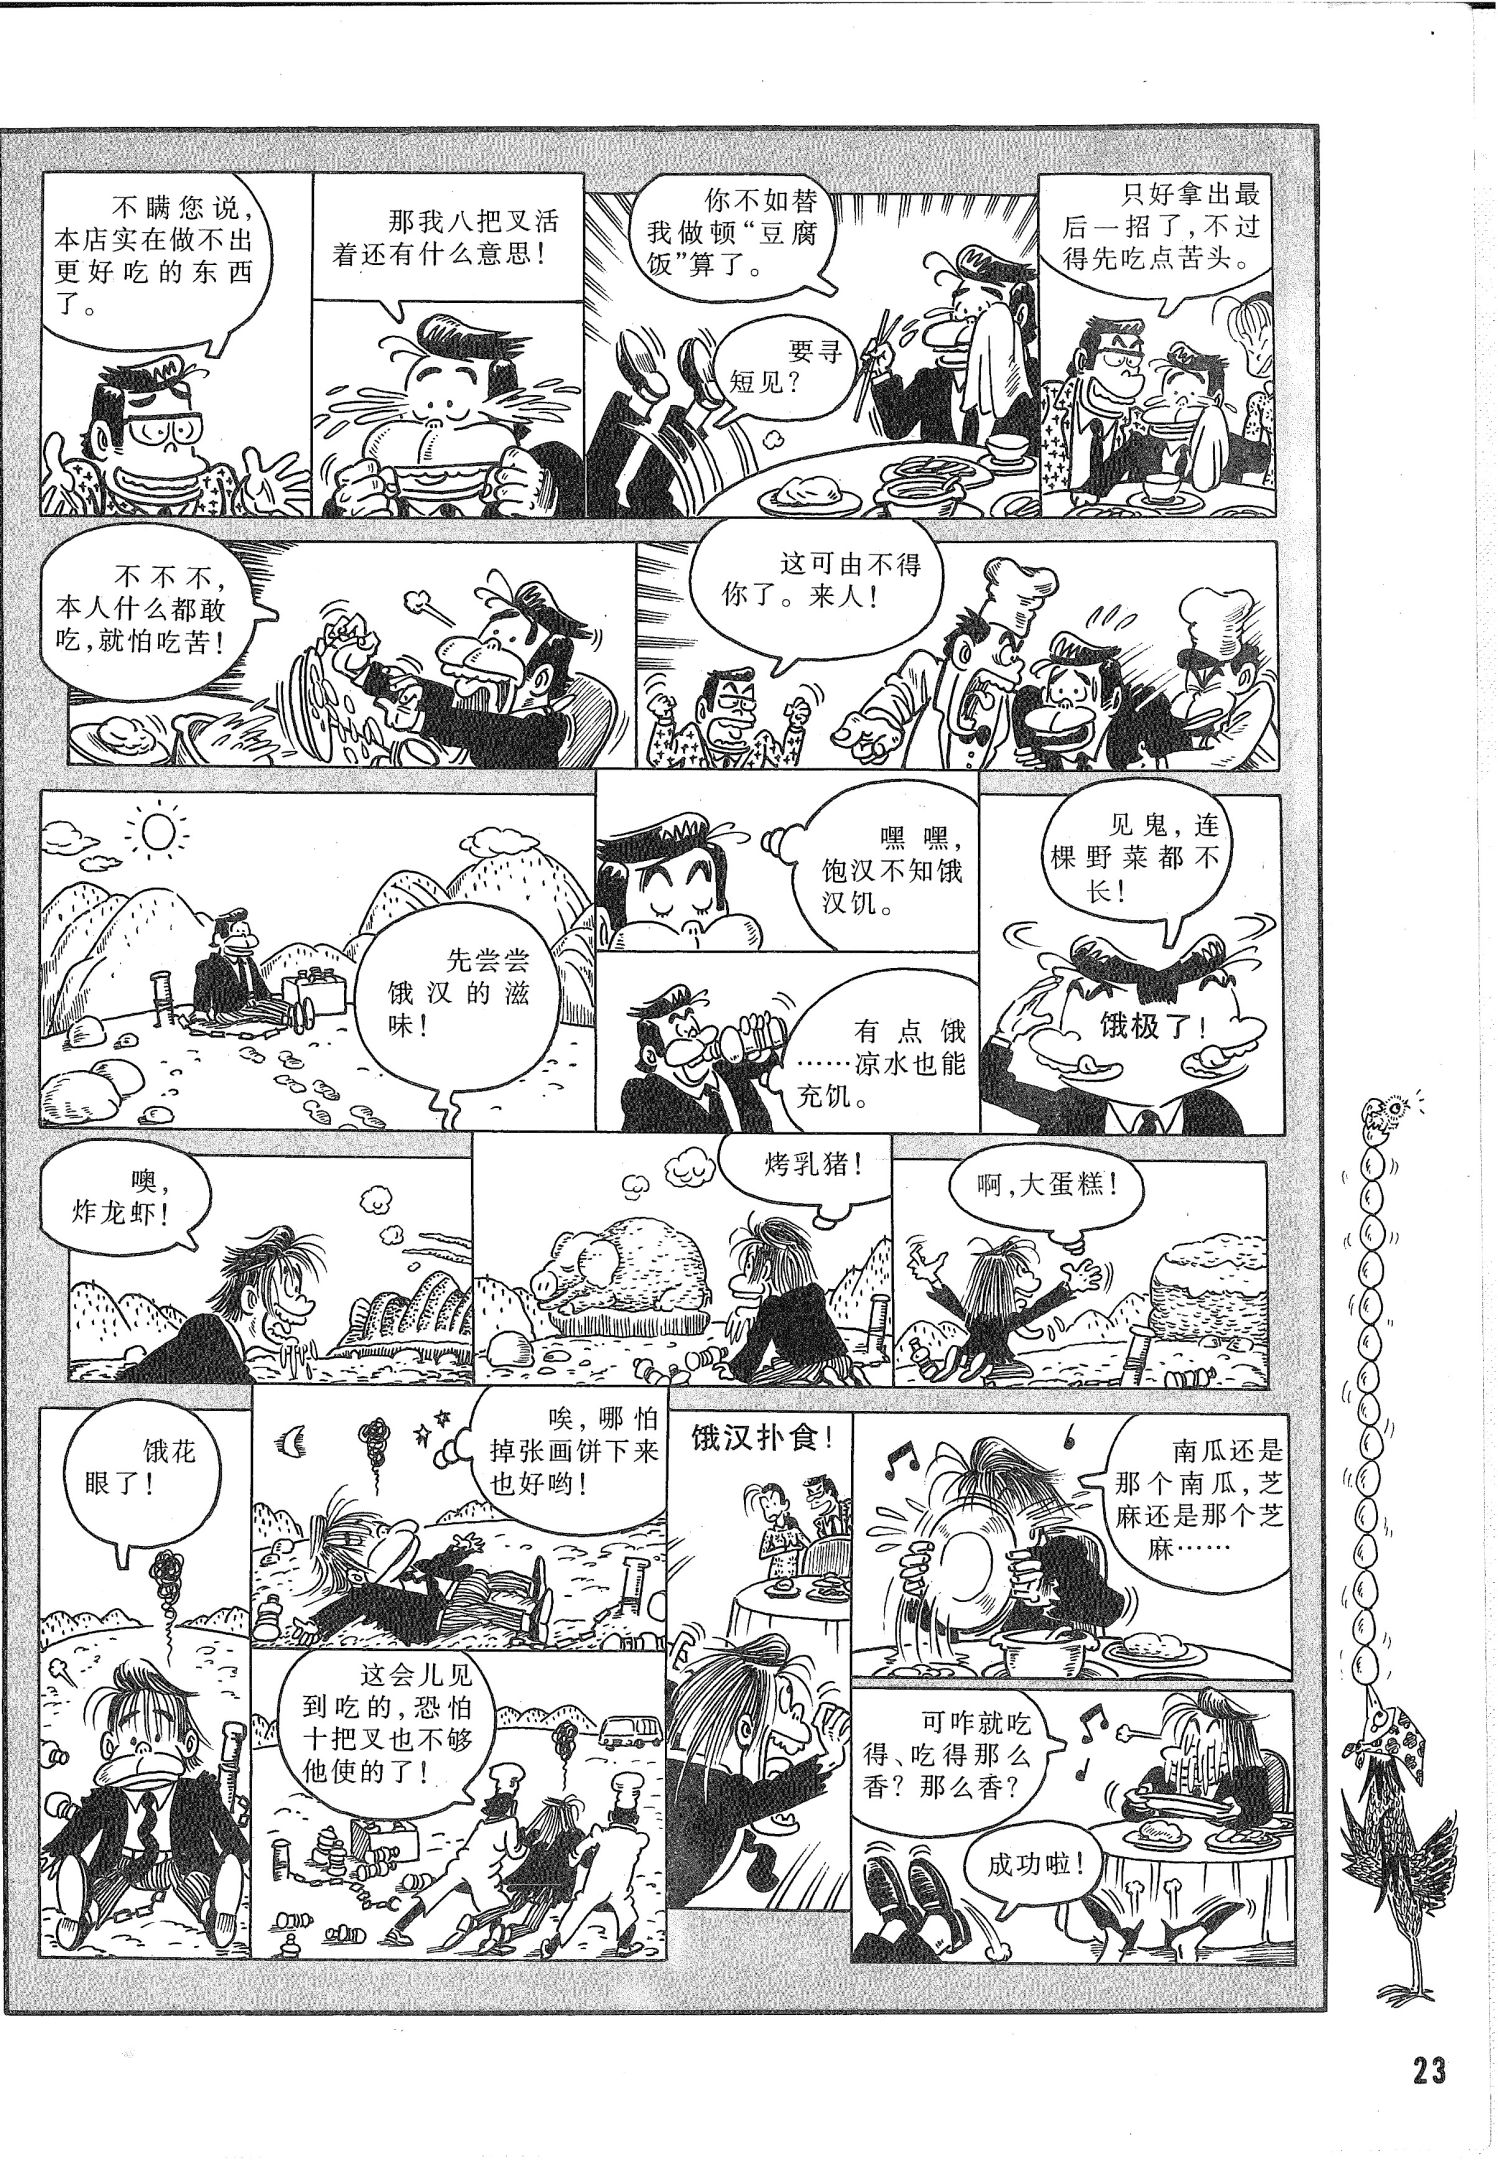 不瞒您说，
本店实在做不出
更好吃的东西
了。
那我八把叉活
着还有什么意思！
你不如替
我做顿“豆腐
饭”算了。
要寻
短见？
只好拿出最
后一招了，不过
得先吃点苦头。
不不不，
本人什么都敢
吃，就怕吃苦！
这可由不得
你了。来人！
先尝尝
饿汉的滋
味！
嘿嘿，
饱汉不知饿
汉饥。
有点饿
……凉水也能
充饥。
见鬼，连
棵野菜都不
长！
饿极了！
噢，
炸龙虾！
烤乳猪！
啊，大蛋糕！
饿花
眼了！
唉，哪怕
掉张画饼下来
也好哟！
这会儿见
到吃的，恐怕
十把叉也不够
他使的了！
饿汉扑食！
南瓜还是
那个南瓜，芝
麻还是那个芝
麻……
可咋就吃
得、吃得那么
香？那么香？
成功啦！
23